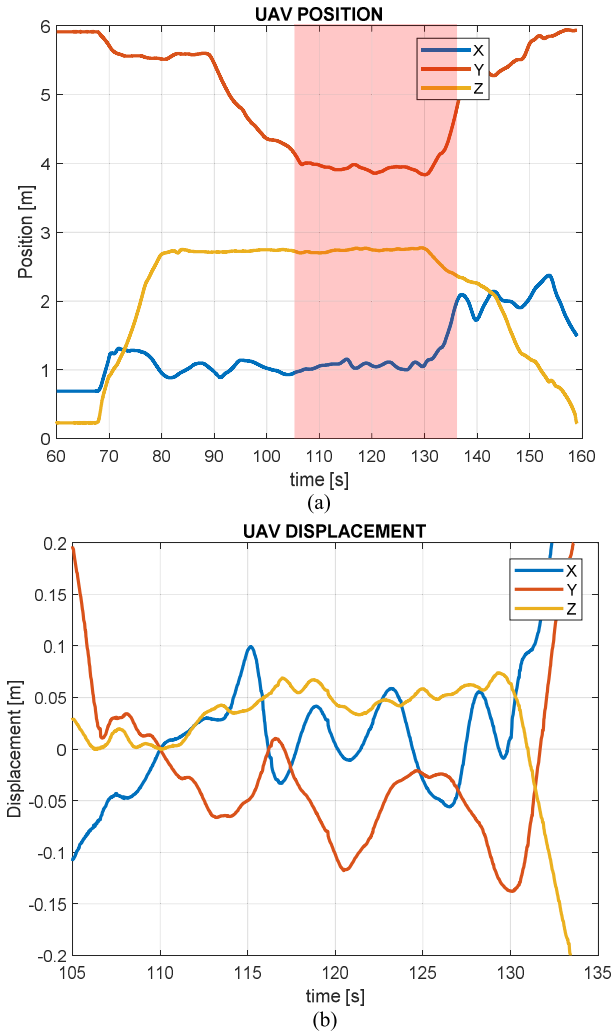 UAV POSITION
6
5
4
3
2
1
0
Position [m]
X
Y
Z
60 70 80 90 100 110 120 130 140 150 160
time [s]
(a)
UAV DISPLACEMENT
0.2
0.15
0.1
0.05
0
-0.05
-0.1
-0.15
-0.2
Displacement [m]
X
Y
Z
105 110 115 120 125 130 135
time [s]
(b)